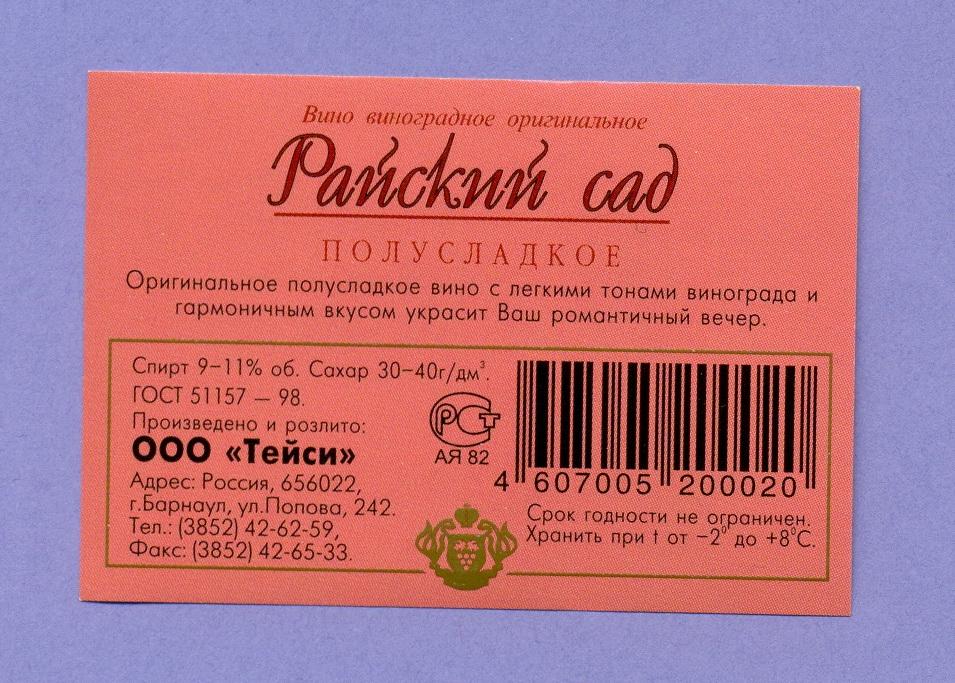 Вино виноградное оригинальное
Райский сад
ПОЛУСЛАДКОЕ
Оригинальное полусладкое вино с легкими тонами винограда и
гармоничным вкусом украсит Ваш романтичный вечер.
Спирт 9–11% об. Сахар 30–40г/дм³.
ГОСТ 51157 – 98.
Произведено и розлито:
ООО «Тейси»
Адрес: Россия, 656022,
г.Барнаул, ул.Попова, 242.
Тел.: (3852) 42-62-59,
Факс: (3852) 42-65-33.
РСТ
АЯ 82
4 607005 200020
Срок годности не ограничен.
Хранить при t от –2⁰ до +8⁰С.